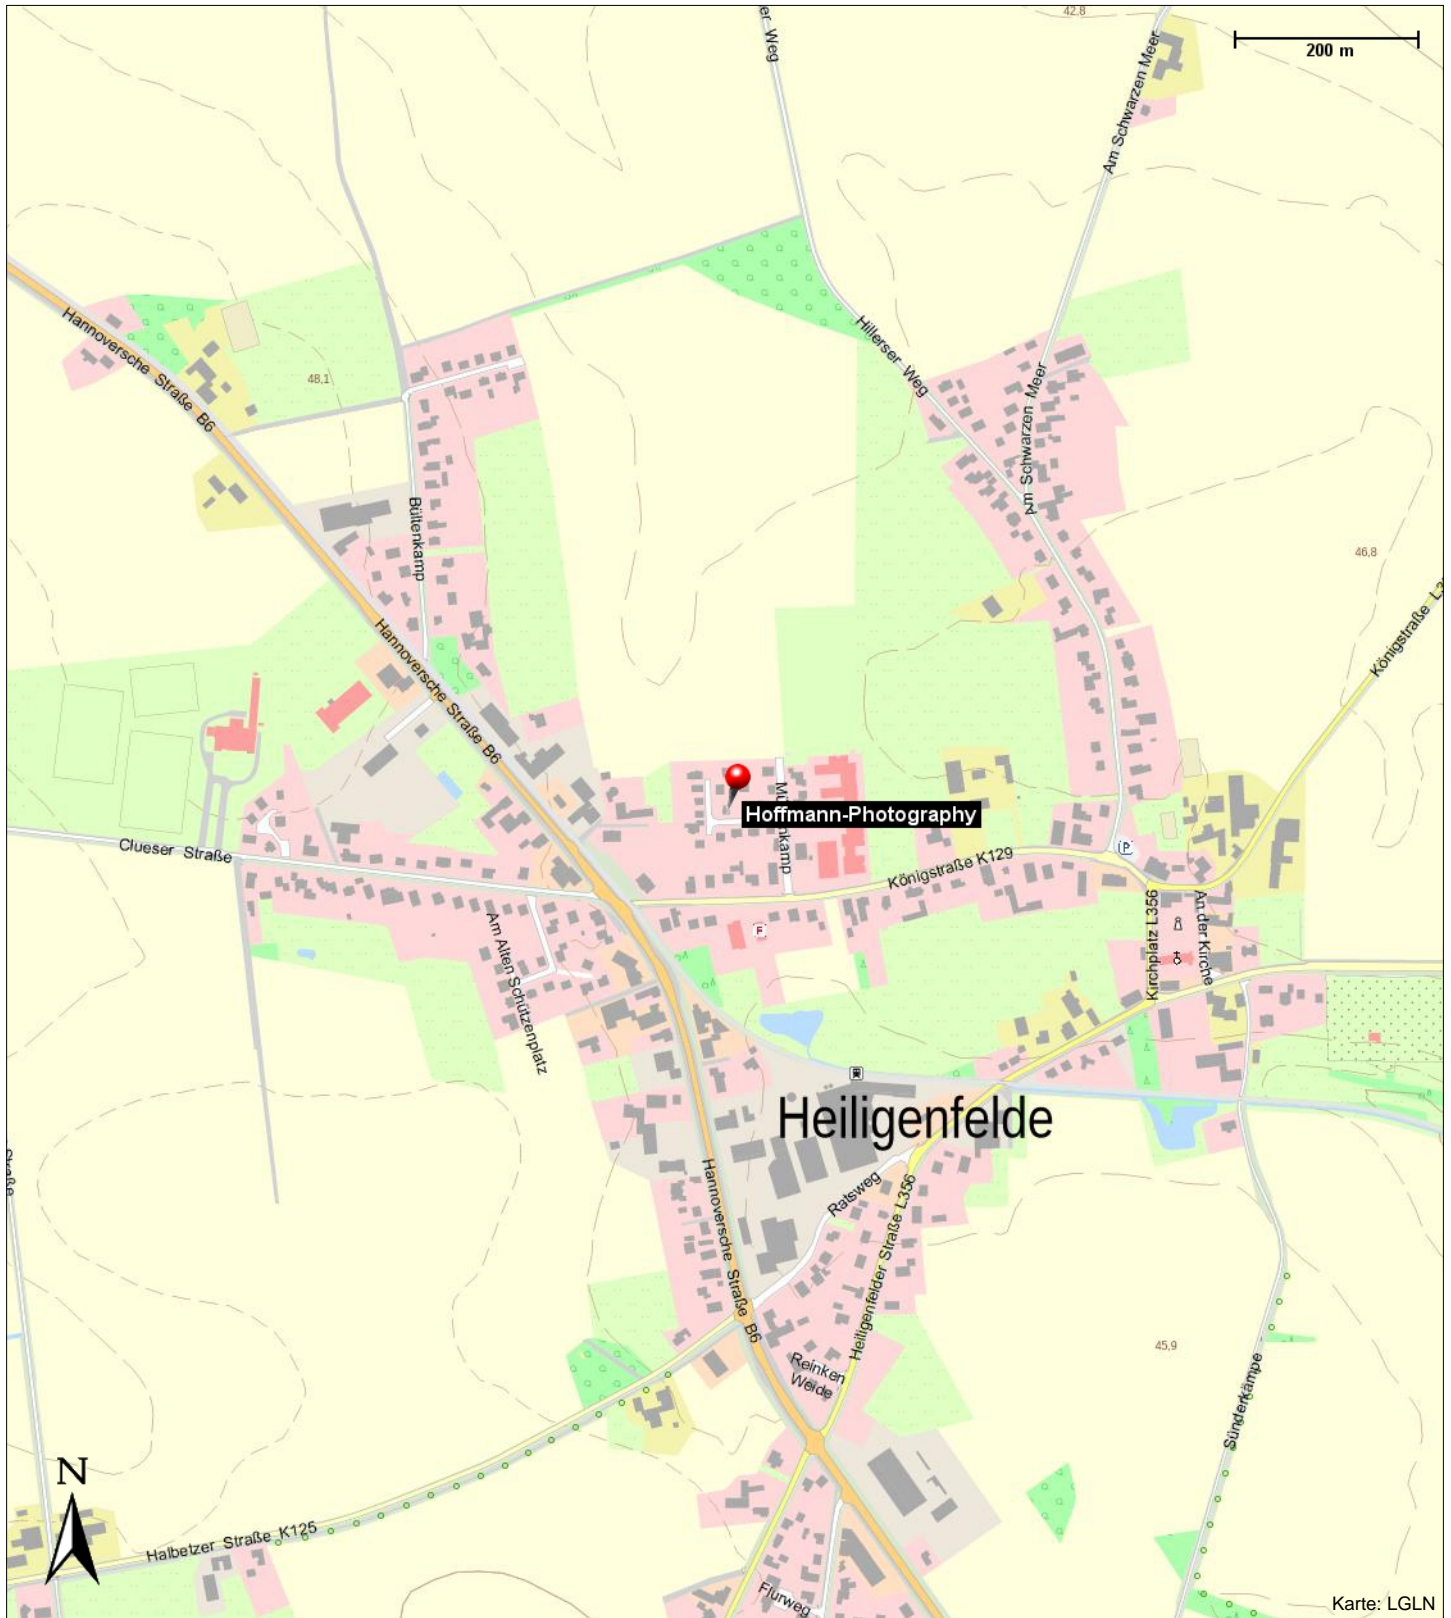 er Weg
42.8
200 m
Am Schwarzen Meer
Hannoversche Straße B6
48,1
Hillerser Weg
Am Schwarzen Meer
Bültenkamp
46,8
Königstraße
Hannoversche Straße B6
Hoffmann-Photography
Clueser Straße
Königstraße K129
P
Am Alten Schützenplatz
F
Kirchplatz L356
An der Kirche
Heiligenfelde
Straße
Hannoversche Straße B6
Ratsweg
Heiligenfelder Straße L356
45,9
Reinken
Weide
Sünderkämpe
N
Halbetzer Straße K125
Flurweg
Karte: LGLN